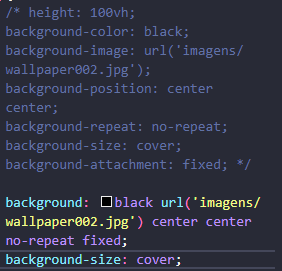 /* height: 100vh;
background-color: black;
background-image: url('imagens/
wallpaper002.jpg');
background-position: center
center;
background-repeat: no-repeat;
background-size: cover;
background-attachment: fixed; */
background: black url('imagens/
wallpaper002.jpg') center center
no-repeat fixed;
background-size: cover;